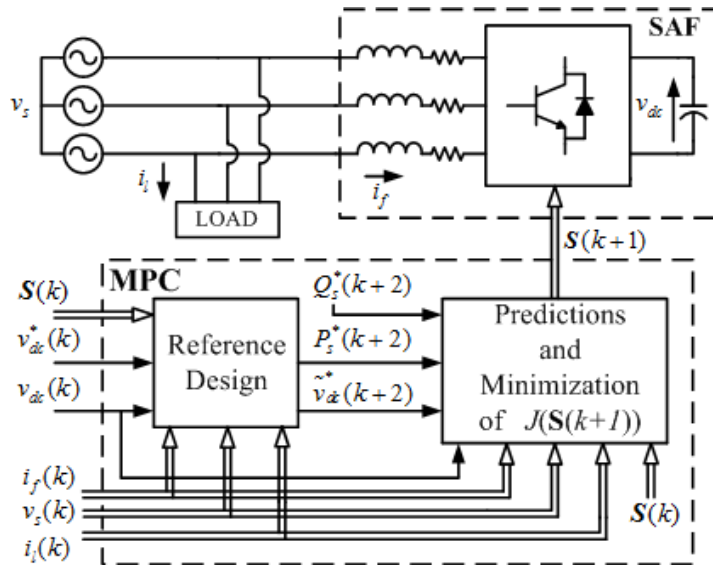 SAF
v_s
v_dc
i_l
i_f
LOAD
S(k+1)
MPC
S(k)
v*_dc(k)
v_dc(k)
Reference
Design
Q*_s(k+2)
P*_s(k+2)
ṽ*_dc(k+2)
Predictions
and
Minimization
of J(S(k+1))
i_f(k)
v_s(k)
i_l(k)
S(k)